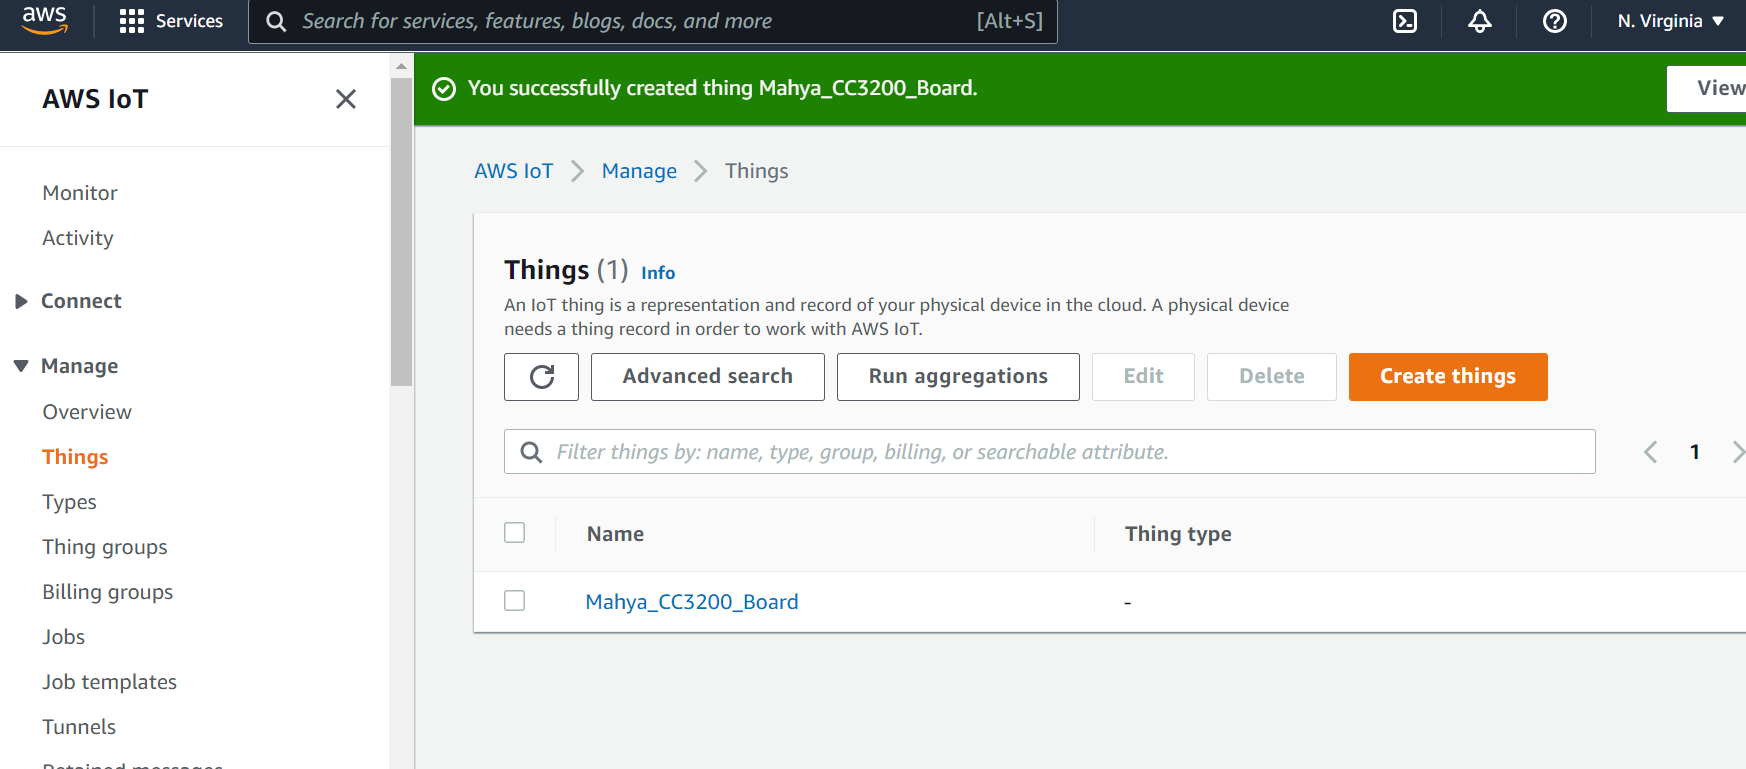 aws
Services
Search for services, features, blogs, docs, and more
[Alt+S]
N. Virginia
AWS IoT
Monitor
Activity
Connect
Manage
Overview
Things
Types
Thing groups
Billing groups
Jobs
Job templates
Tunnels
Retained messages
You successfully created thing Mahya_CC3200_Board.
View
AWS IoT
Manage
Things
Things (1) Info
An IoT thing is a representation and record of your physical device in the cloud. A physical device
needs a thing record in order to work with AWS IoT.
Advanced search
Run aggregations
Edit
Delete
Create things
Filter things by: name, type, group, billing, or searchable attribute.
1
Name
Thing type
Mahya_CC3200_Board
-